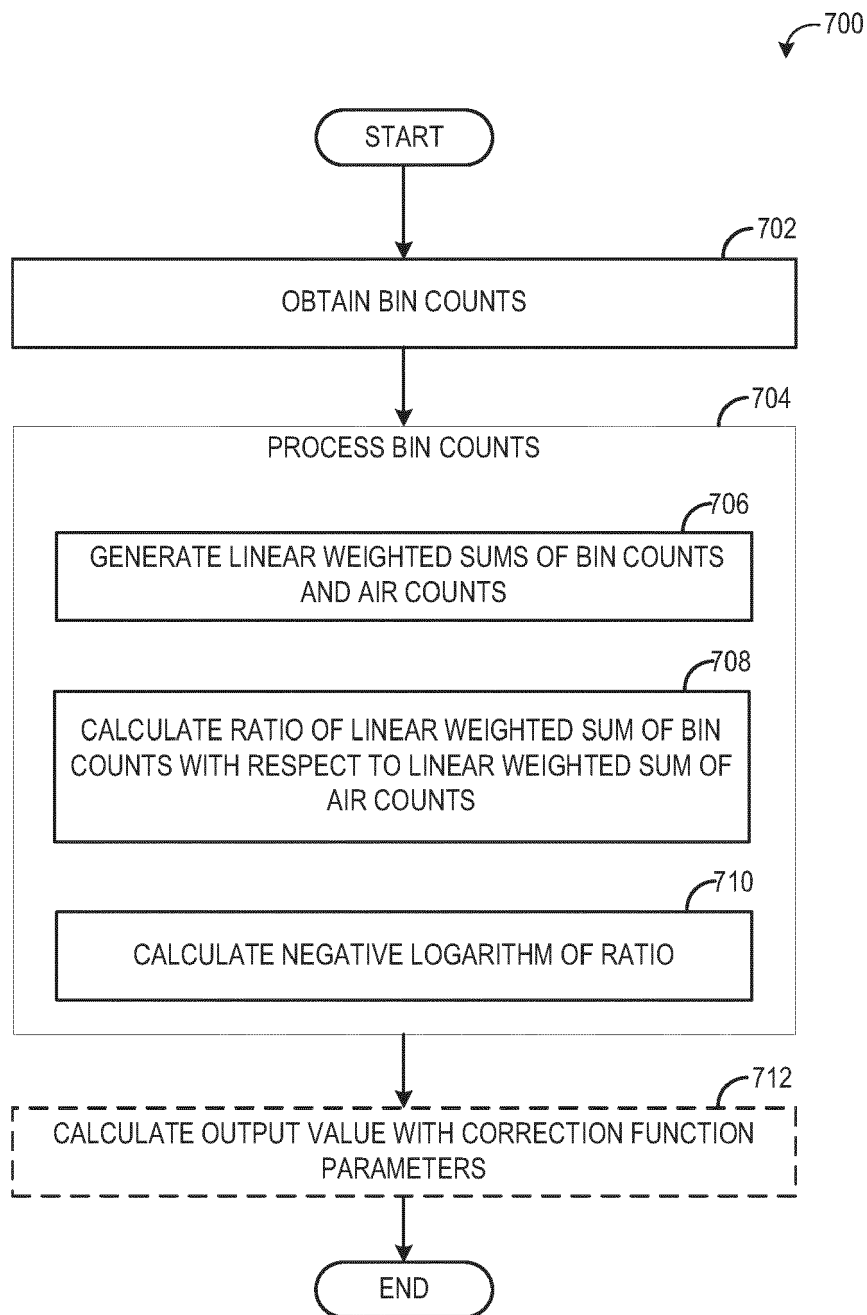 700
START
702
OBTAIN BIN COUNTS
704
PROCESS BIN COUNTS
706
GENERATE LINEAR WEIGHTED SUMS OF BIN COUNTS
AND AIR COUNTS
708
CALCULATE RATIO OF LINEAR WEIGHTED SUM OF BIN
COUNTS WITH RESPECT TO LINEAR WEIGHTED SUM OF
AIR COUNTS
710
CALCULATE NEGATIVE LOGARITHM OF RATIO
712
CALCULATE OUTPUT VALUE WITH CORRECTION FUNCTION
PARAMETERS
END